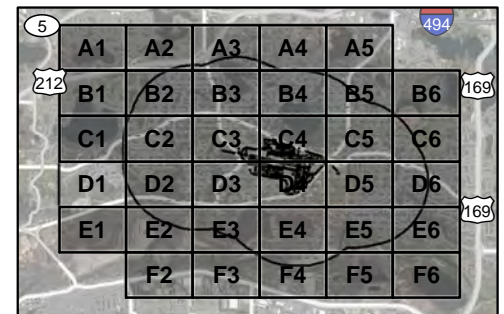 5
494
A1 A2 A3 A4 A5
212
B1 B2 B3 B4 B5 B6
169
C1 C2 C3 C4 C5 C6
D1 D2 D3 D4 D5 D6
169
E1 E2 E3 E4 E5 E6
F2 F3 F4 F5 F6